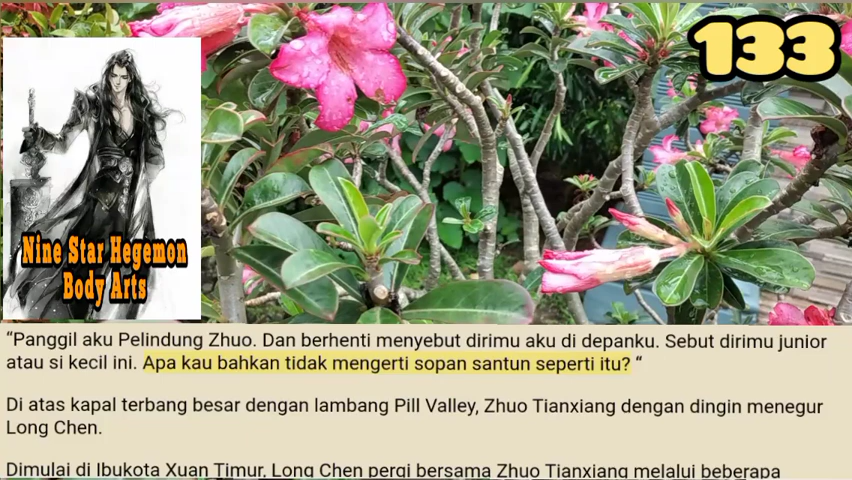 133
Nine Star Hegemon
Body Arts
“Panggil aku Pelindung Zhuo. Dan berhenti menyebut dirimu aku di depanku. Sebut dirimu junior
atau si kecil ini. Apa kau bahkan tidak mengerti sopan santun seperti itu? “
Di atas kapal terbang besar dengan lambang Pill Valley, Zhuo Tianxiang dengan dingin menegur
Long Chen.
Dimulai di Ibukota Xuan Timur, Long Chen pergi bersama Zhuo Tianxiang melalui beberapa